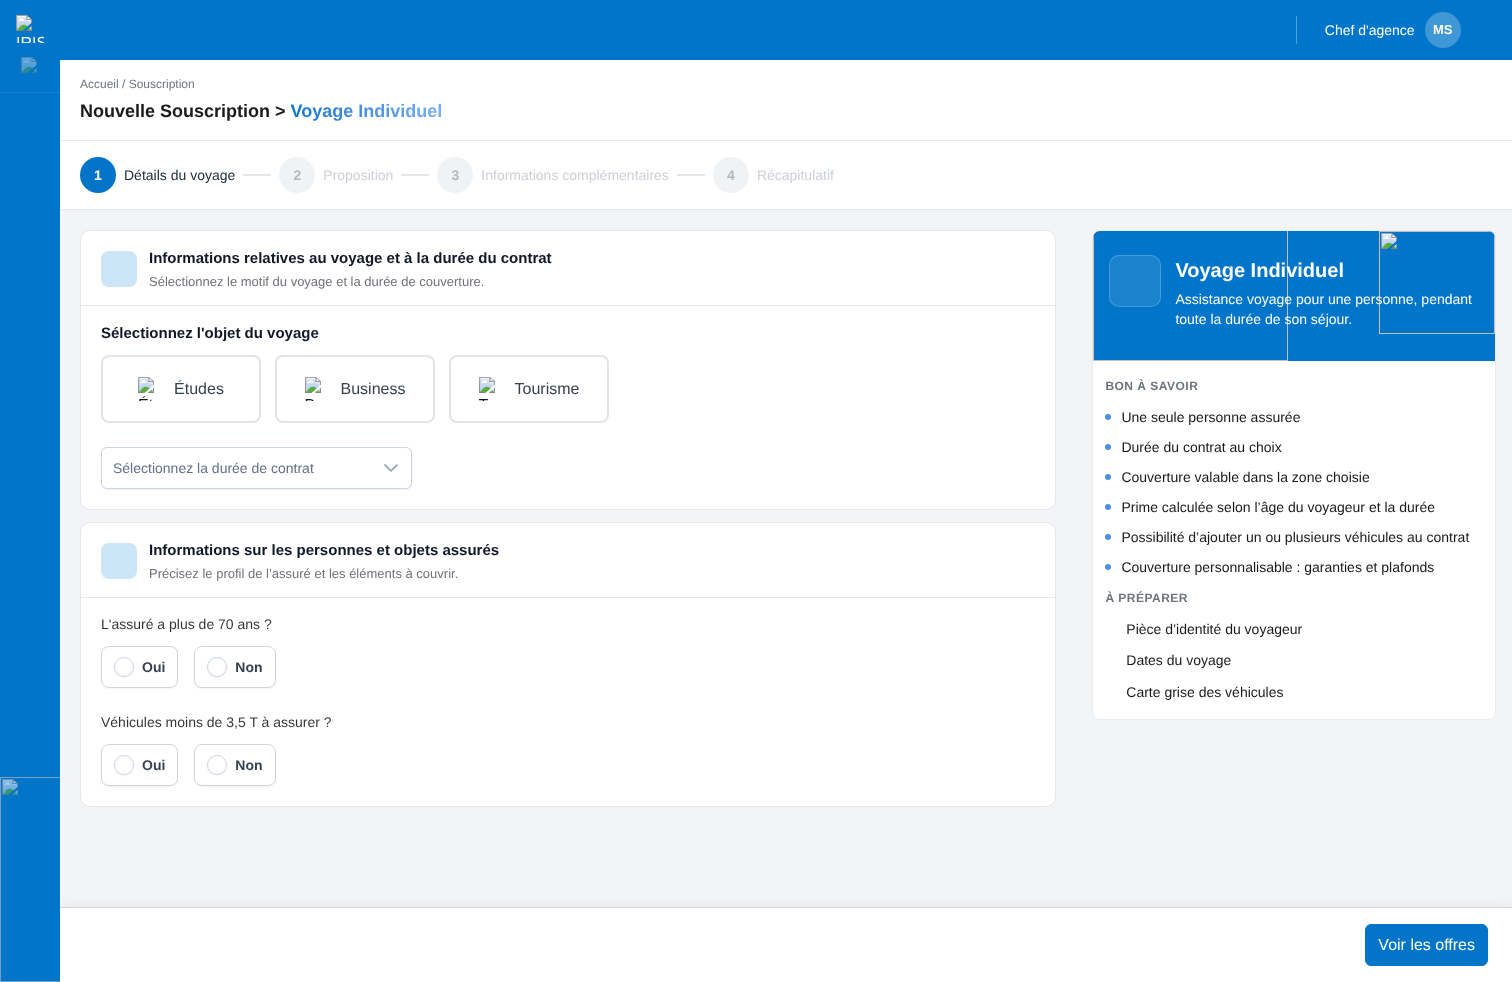 Chef d'agence
MS
Accueil / Souscription
Nouvelle Souscription > Voyage Individuel
1 Détails du voyage
2 Proposition
3 Informations complémentaires
4 Récapitulatif
Informations relatives au voyage et à la durée du contrat
Sélectionnez le motif du voyage et la durée de couverture.
Sélectionnez l'objet du voyage
Études
Business
Tourisme
Sélectionnez la durée de contrat
Informations sur les personnes et objets assurés
Précisez le profil de l’assuré et les éléments à couvrir.
L'assuré a plus de 70 ans ?
Oui
Non
Véhicules moins de 3,5 T à assurer ?
Oui
Non
Voyage Individuel
Assistance voyage pour une personne, pendant
toute la durée de son séjour.
BON À SAVOIR
Une seule personne assurée
Durée du contrat au choix
Couverture valable dans la zone choisie
Prime calculée selon l’âge du voyageur et la durée
Possibilité d’ajouter un ou plusieurs véhicules au contrat
Couverture personnalisable : garanties et plafonds
À PRÉPARER
Pièce d’identité du voyageur
Dates du voyage
Carte grise des véhicules
Voir les offres